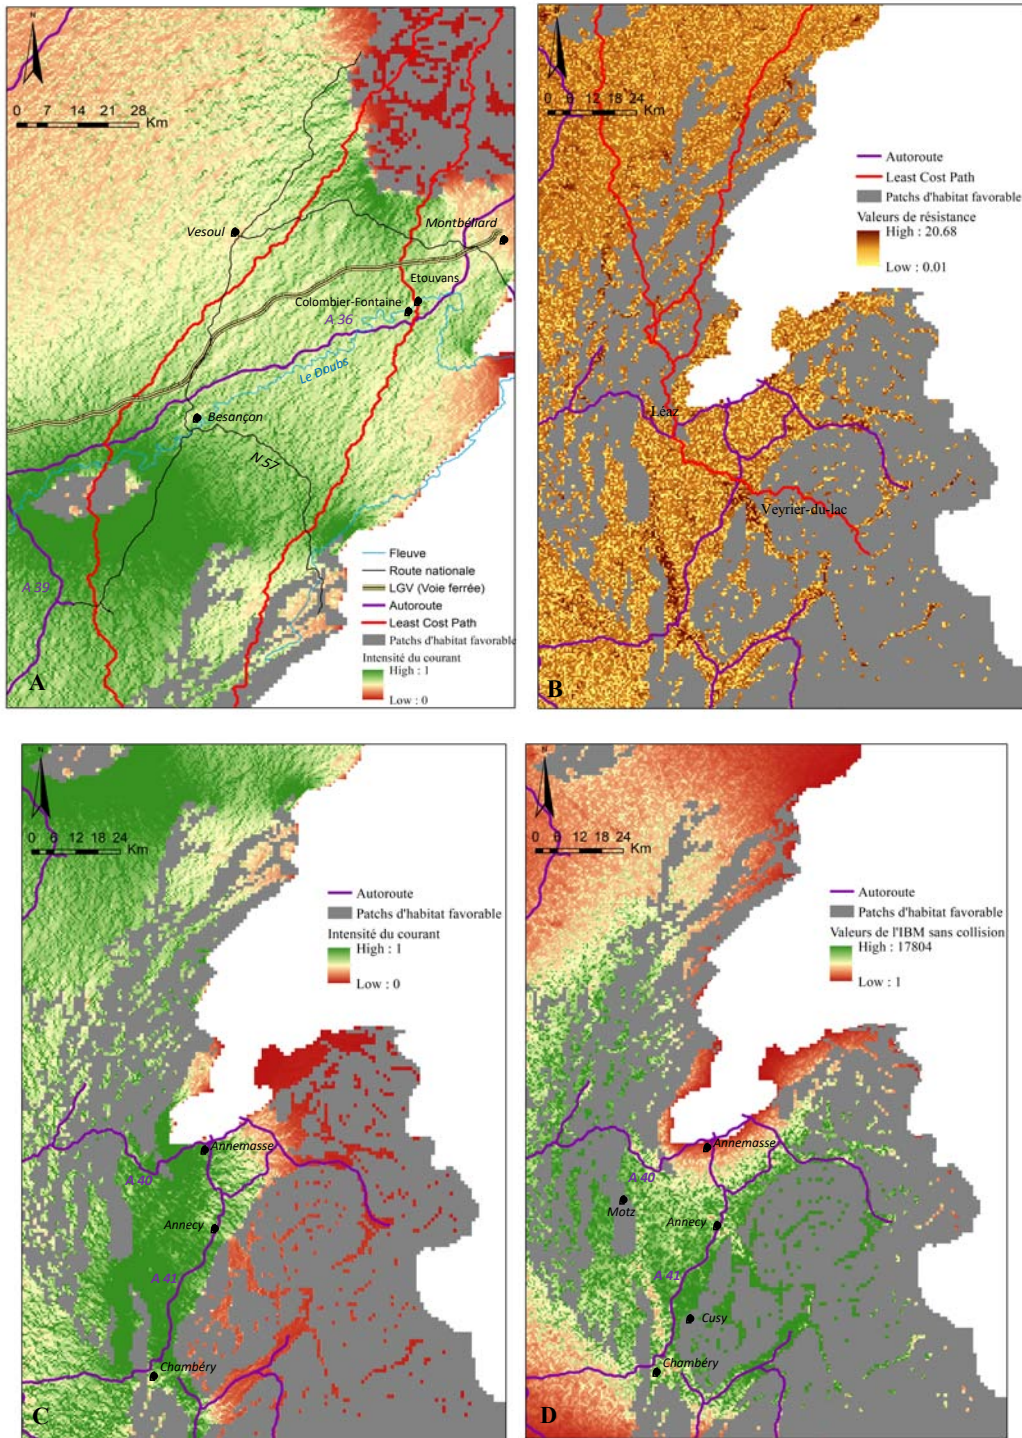 N
0 7 14 21 28
Km
Vesoul
Montbéliard
Etouvans
Colombier-Fontaine
A 36
Le Doubs
Besançon
N 57
A 39
Fleuve
Route nationale
LGV (Voie ferrée)
Autoroute
Least Cost Path
Patchs d'habitat favorable
Intensité du courant
High : 1
Low : 0
A
N
0 6 12 18 24
Km
Autoroute
Least Cost Path
Patchs d'habitat favorable
Valeurs de résistance
High : 20.68
Low : 0.01
Léaz
Veyrier-du-lac
B
N
0 6 12 18 24
Km
Autoroute
Patchs d'habitat favorable
Intensité du courant
High : 1
Low : 0
Annemasse
A 40
Annecy
A 41
Chambéry
C
N
0 6 12 18 24
Km
Autoroute
Patchs d'habitat favorable
Valeurs de l'IBM sans collision
High : 17804
Low : 1
Annemasse
A 40
Motz
Annecy
A 41
Cusy
Chambéry
D